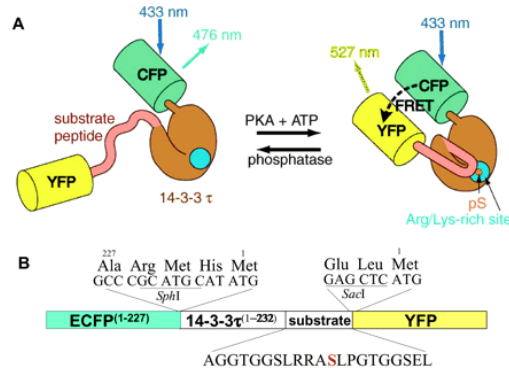 A
433 nm
476 nm
CFP
substrate
peptide
YFP
14-3-3 τ
PKA + ATP
phosphatase
433 nm
527 nm
CFP
FRET
YFP
pS
Arg/Lys-rich site
B
227 1
Ala Arg Met His Met
GCC CGC ATG CAT ATG
SphI
1
Glu Leu Met
GAG CTC ATG
SacI
ECFP(1-227) 14-3-3τ(1-232) substrate YFP
AGGTGGSLRRASLPGTGGSEL